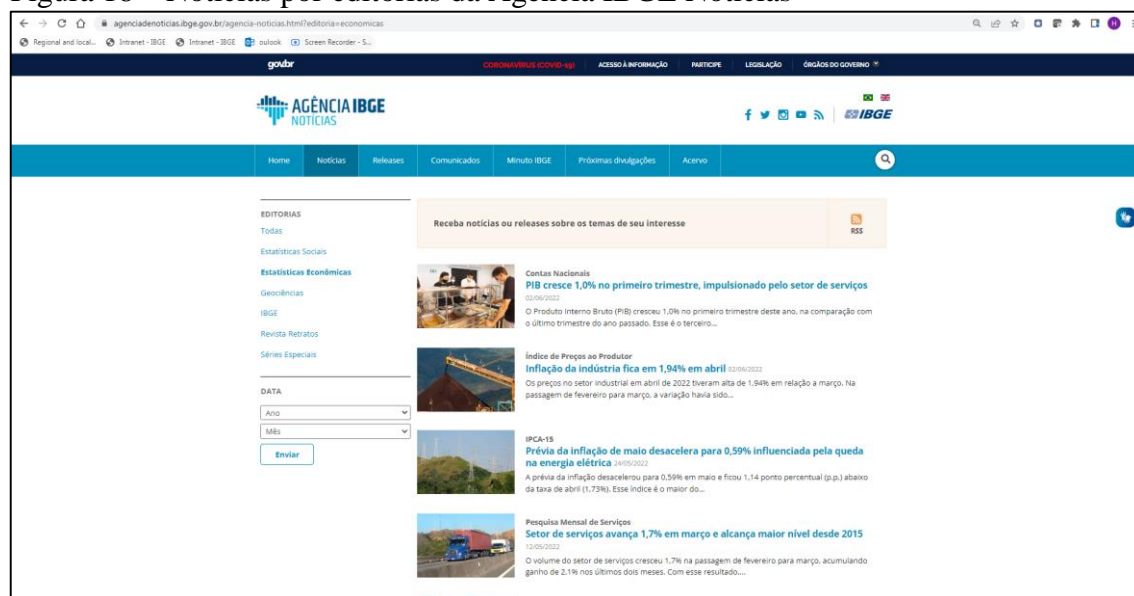 Figura 18 – Notícias por editorias da Agência IBGE Notícias
agenciadenoticias.ibge.gov.br/agencia-noticias.html?editoria=economicas
Regional and local... Intranet - IBGE Intranet - IBGE oulook Screen Recorder - S...
govbr CORONAVÍRUS (COVID-19) ACESSO À INFORMAÇÃO PARTICIPE LEGISLAÇÃO ÓRGÃOS DO GOVERNO
AGÊNCIA IBGE
NOTÍCIAS
IBGE
Home Notícias Releases Comunicados Minuto IBGE Próximas divulgações Acervo
EDITORIAS
Todas
Estatísticas Sociais
Estatísticas Econômicas
Geociências
IBGE
Revista Retratos
Séries Especiais
DATA
Ano
Mês
Enviar
Receba notícias ou releases sobre os temas de seu interesse
RSS
Contas Nacionais
PIB cresce 1,0% no primeiro trimestre, impulsionado pelo setor de serviços
02/06/2022
O Produto Interno Bruto (PIB) cresceu 1,0% no primeiro trimestre deste ano, na comparação com
o último trimestre do ano passado. Esse é o terceiro...
Índice de Preços ao Produtor
Inflação da indústria fica em 1,94% em abril 02/06/2022
Os preços no setor industrial em abril de 2022 tiveram alta de 1,94% em relação a março. Na
passagem de fevereiro para março, a variação havia sido...
IPCA-15
Prévia da inflação de maio desacelera para 0,59% influenciada pela queda
na energia elétrica 24/05/2022
A prévia da inflação desacelerou para 0,59% em maio e ficou 1,14 ponto percentual (p.p.) abaixo
da taxa de abril (1,73%). Esse índice é o maior do...
Pesquisa Mensal de Serviços
Setor de serviços avança 1,7% em março e alcança maior nível desde 2015
12/05/2022
O volume do setor de serviços cresceu 1,7% na passagem de fevereiro para março, acumulando
ganho de 2,1% nos últimos dois meses. Com esse resultado,...